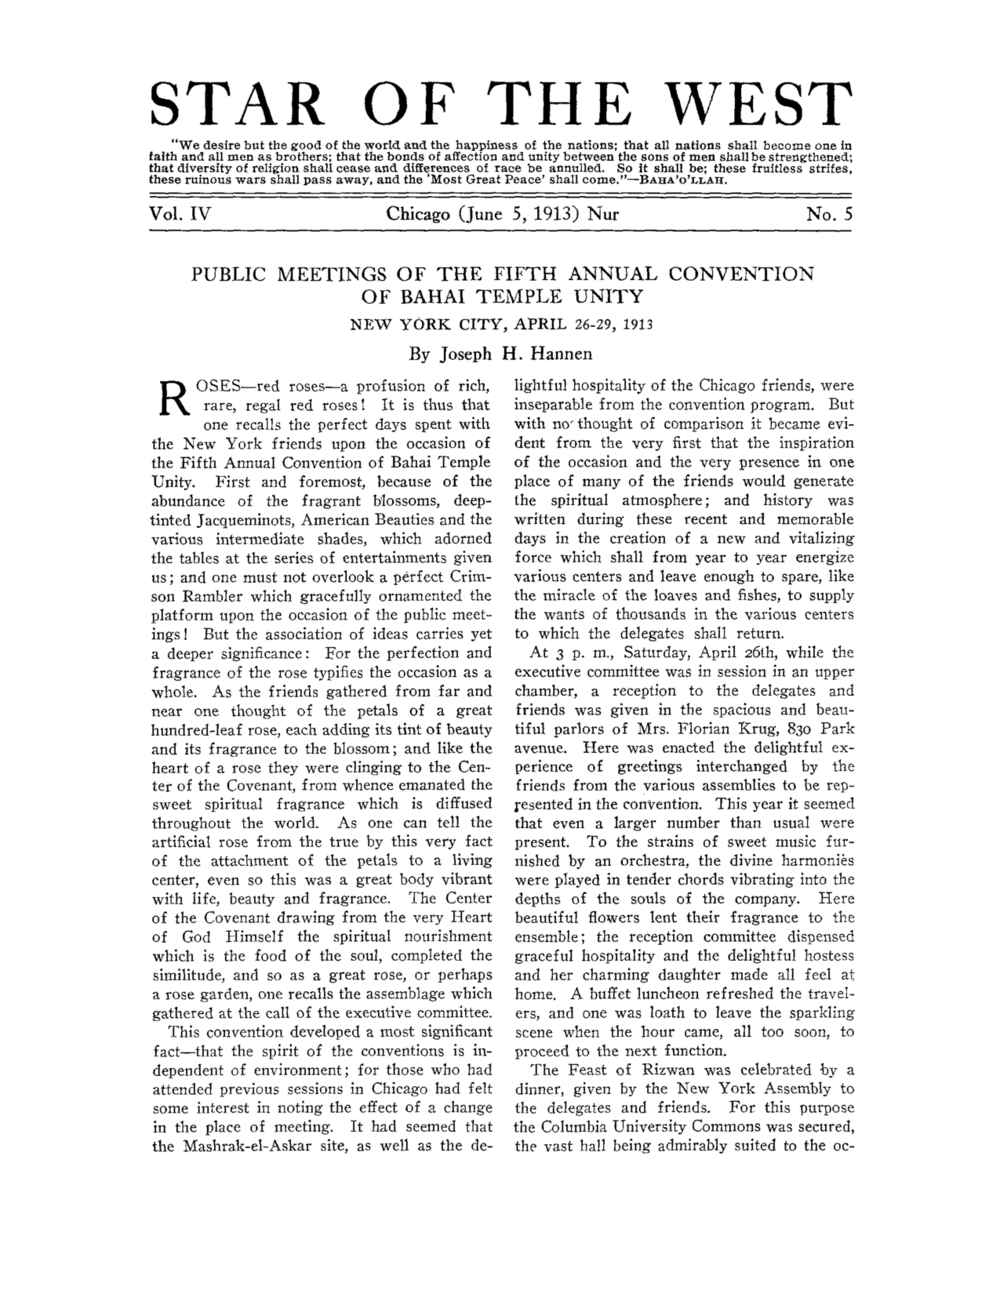 STAR OF THE WEST
"We desire but the good of the world and the happiness of the nations; that all nations shall become one in
faith and all men as brothers; that the bonds of affection and unity between the sons of men shall be strengthened;
that diversity of religion shall cease and differences of race be annulled. So it shall be; these fruitless strifes,
these ruinous wars shall pass away, and the 'Most Great Peace' shall come."—BAHA'O'LLAH.
Vol. IV Chicago (June 5, 1913) Nur No. 5
PUBLIC MEETINGS OF THE FIFTH ANNUAL CONVENTION
OF BAHAI TEMPLE UNITY
NEW YORK CITY, APRIL 26-29, 1913
By Joseph H. Hannen
ROSES—red roses—a profusion of rich,
rare, regal red roses! It is thus that
one recalls the perfect days spent with
the New York friends upon the occasion of
the Fifth Annual Convention of Bahai Temple
Unity. First and foremost, because of the
abundance of the fragrant blossoms, deep-
tinted Jacqueminots, American Beauties and the
various intermediate shades, which adorned
the tables at the series of entertainments given
us; and one must not overlook a perfect Crim-
son Rambler which gracefully ornamented the
platform upon the occasion of the public meet-
ings! But the association of ideas carries yet
a deeper significance: For the perfection and
fragrance of the rose typifies the occasion as a
whole. As the friends gathered from far and
near one thought of the petals of a great
hundred-leaf rose, each adding its tint of beauty
and its fragrance to the blossom; and like the
heart of a rose they were clinging to the Cen-
ter of the Covenant, from whence emanated the
sweet spiritual fragrance which is diffused
throughout the world. As one can tell the
artificial rose from the true by this very fact
of the attachment of the petals to a living
center, even so this was a great body vibrant
with life, beauty and fragrance. The Center
of the Covenant drawing from the very Heart
of God Himself the spiritual nourishment
which is the food of the soul, completed the
similitude, and so as a great rose, or perhaps
a rose garden, one recalls the assemblage which
gathered at the call of the executive committee.
This convention developed a most significant
fact—that the spirit of the conventions is in-
dependent of environment; for those who had
attended previous sessions in Chicago had felt
some interest in noting the effect of a change
in the place of meeting. It had seemed that
the Mashrak-el-Askar site, as well as the de-
lightful hospitality of the Chicago friends, were
inseparable from the convention program. But
with no thought of comparison it became evi-
dent from the very first that the inspiration
of the occasion and the very presence in one
place of many of the friends would generate
the spiritual atmosphere; and history was
written during these recent and memorable
days in the creation of a new and vitalizing
force which shall from year to year energize
various centers and leave enough to spare, like
the miracle of the loaves and fishes, to supply
the wants of thousands in the various centers
to which the delegates shall return.
At 3 p. m., Saturday, April 26th, while the
executive committee was in session in an upper
chamber, a reception to the delegates and
friends was given in the spacious and beau-
tiful parlors of Mrs. Florian Krug, 830 Park
avenue. Here was enacted the delightful ex-
perience of greetings interchanged by the
friends from the various assemblies to be rep-
resented in the convention. This year it seemed
that even a larger number than usual were
present. To the strains of sweet music fur-
nished by an orchestra, the divine harmonies
were played in tender chords vibrating into the
depths of the souls of the company. Here
beautiful flowers lent their fragrance to the
ensemble; the reception committee dispensed
graceful hospitality and the delightful hostess
and her charming daughter made all feel at
home. A buffet luncheon refreshed the travel-
ers, and one was loath to leave the sparkling
scene when the hour came, all too soon, to
proceed to the next function.
The Feast of Rizwan was celebrated by a
dinner, given by the New York Assembly to
the delegates and friends. For this purpose
the Columbia University Commons was secured,
the vast hall being admirably suited to the oc-